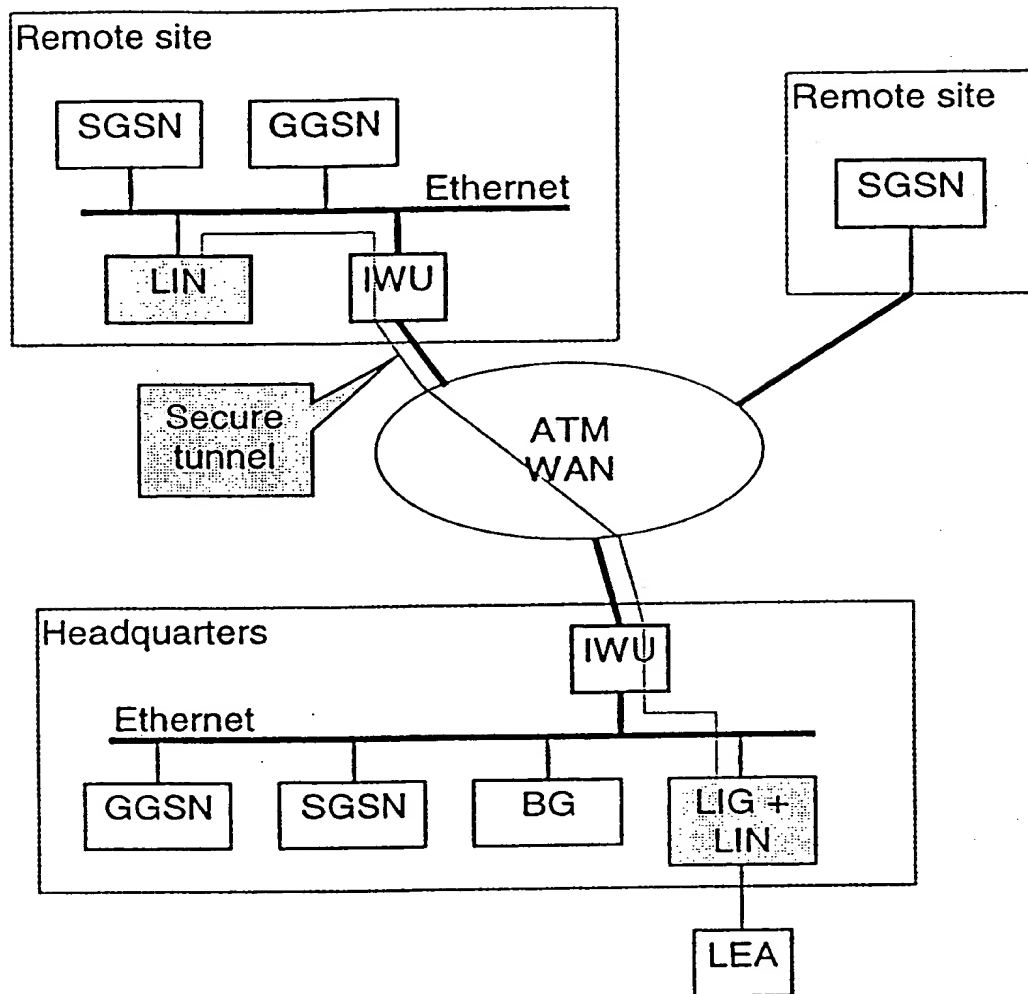 Remote site
SGSN
GGSN
Ethernet
LIN
IWU
Remote site
SGSN
Secure
tunnel
ATM
WAN
Headquarters
IWU
Ethernet
GGSN
SGSN
BG
LIG +
LIN
LEA